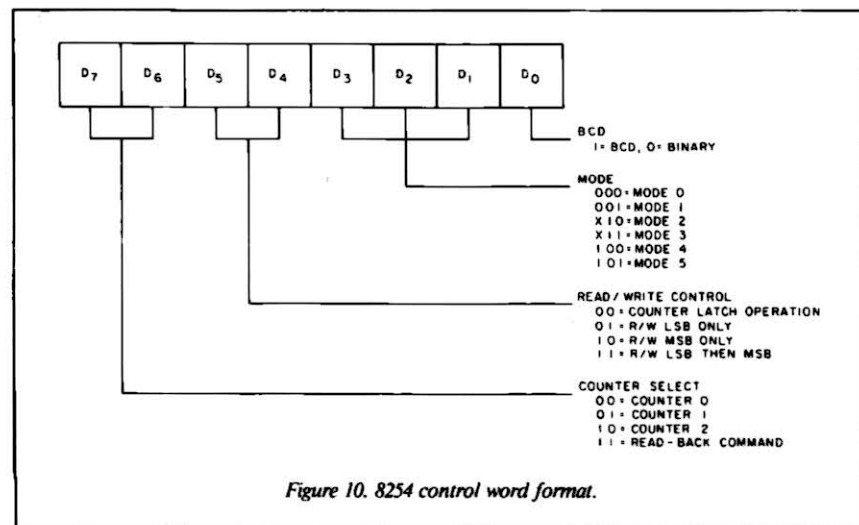 D7 D6 D5 D4 D3 D2 D1 D0
BCD
1= BCD, 0= BINARY
MODE
000= MODE 0
001= MODE 1
X10= MODE 2
X11= MODE 3
100= MODE 4
101= MODE 5
READ/WRITE CONTROL
00= COUNTER LATCH OPERATION
01= R/W LSB ONLY
10= R/W MSB ONLY
11= R/W LSB THEN MSB
COUNTER SELECT
00= COUNTER 0
01= COUNTER 1
10= COUNTER 2
11= READ-BACK COMMAND
Figure 10. 8254 control word format.